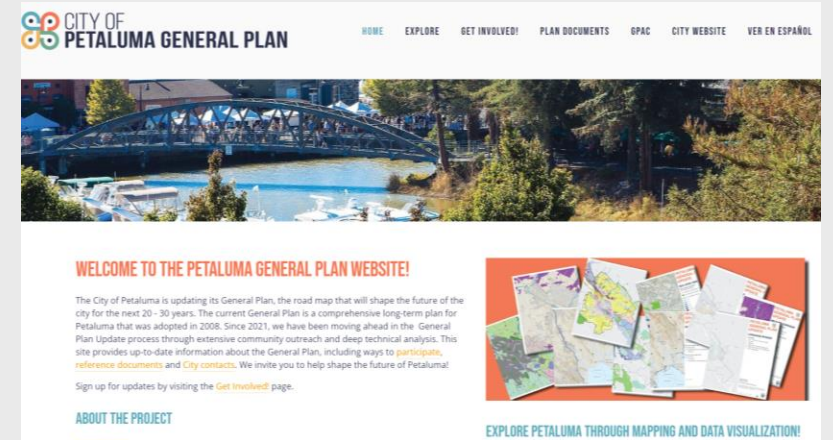 CITY OF
PETALUMA GENERAL PLAN
HOME EXPLORE GET INVOLVED! PLAN DOCUMENTS GPAC CITY WEBSITE VER EN ESPAÑOL
WELCOME TO THE PETALUMA GENERAL PLAN WEBSITE!
The City of Petaluma is updating its General Plan, the road map that will shape the future of the
city for the next 20 - 30 years. The current General Plan is a comprehensive long-term plan for
Petaluma that was adopted in 2008. Since 2021, we have been moving ahead in the General
Plan Update process through extensive community outreach and deep technical analysis. This
site provides up-to-date information about the General Plan, including ways to participate,
reference documents and City contacts. We invite you to help shape the future of Petaluma!
Sign up for updates by visiting the Get Involved! page.
ABOUT THE PROJECT
EXPLORE PETALUMA THROUGH MAPPING AND DATA VISUALIZATION!